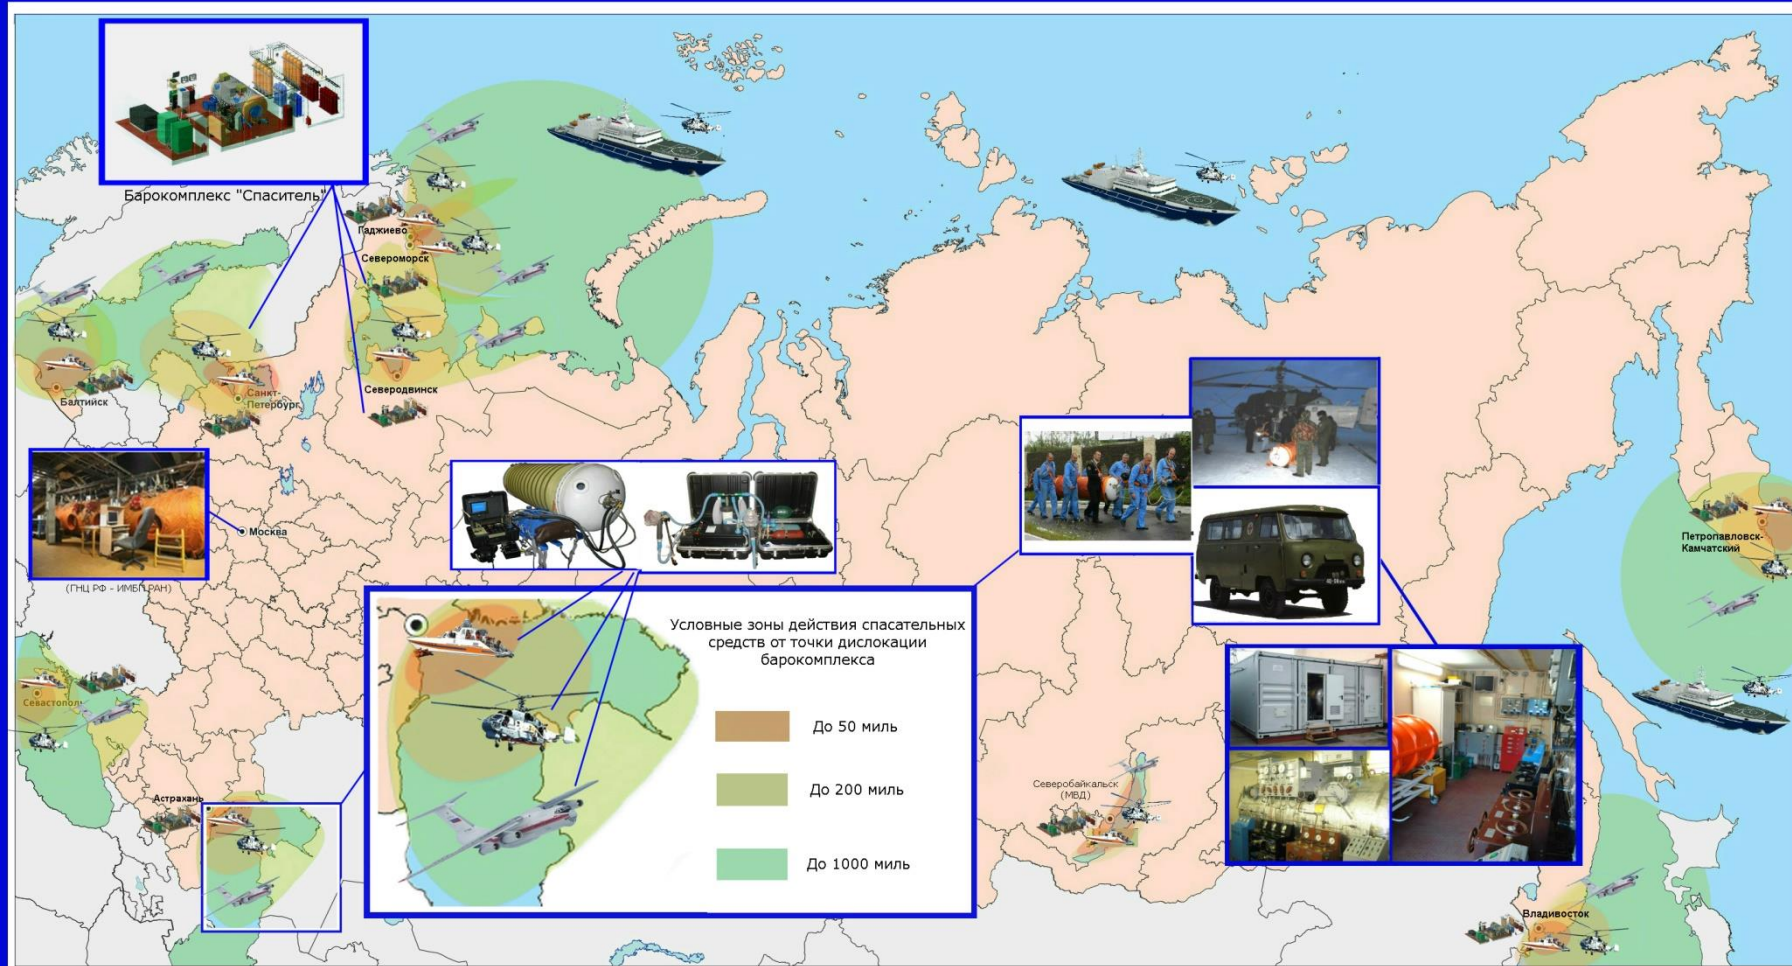 Барокомплекс "Спаситель"
Гаджиево
Североморск
Северодвинск
Балтийск
Санкт-
Петербург
Москва
(ГНЦ РФ - ИМБП РАН)
Петропавловск-
Камчатский
Условные зоны действия спасательных
средств от точки дислокации
барокомплекса
До 50 миль
До 200 миль
До 1000 миль
Севастополь
Астрахань
Северобайкальск
(МВД)
Владивосток